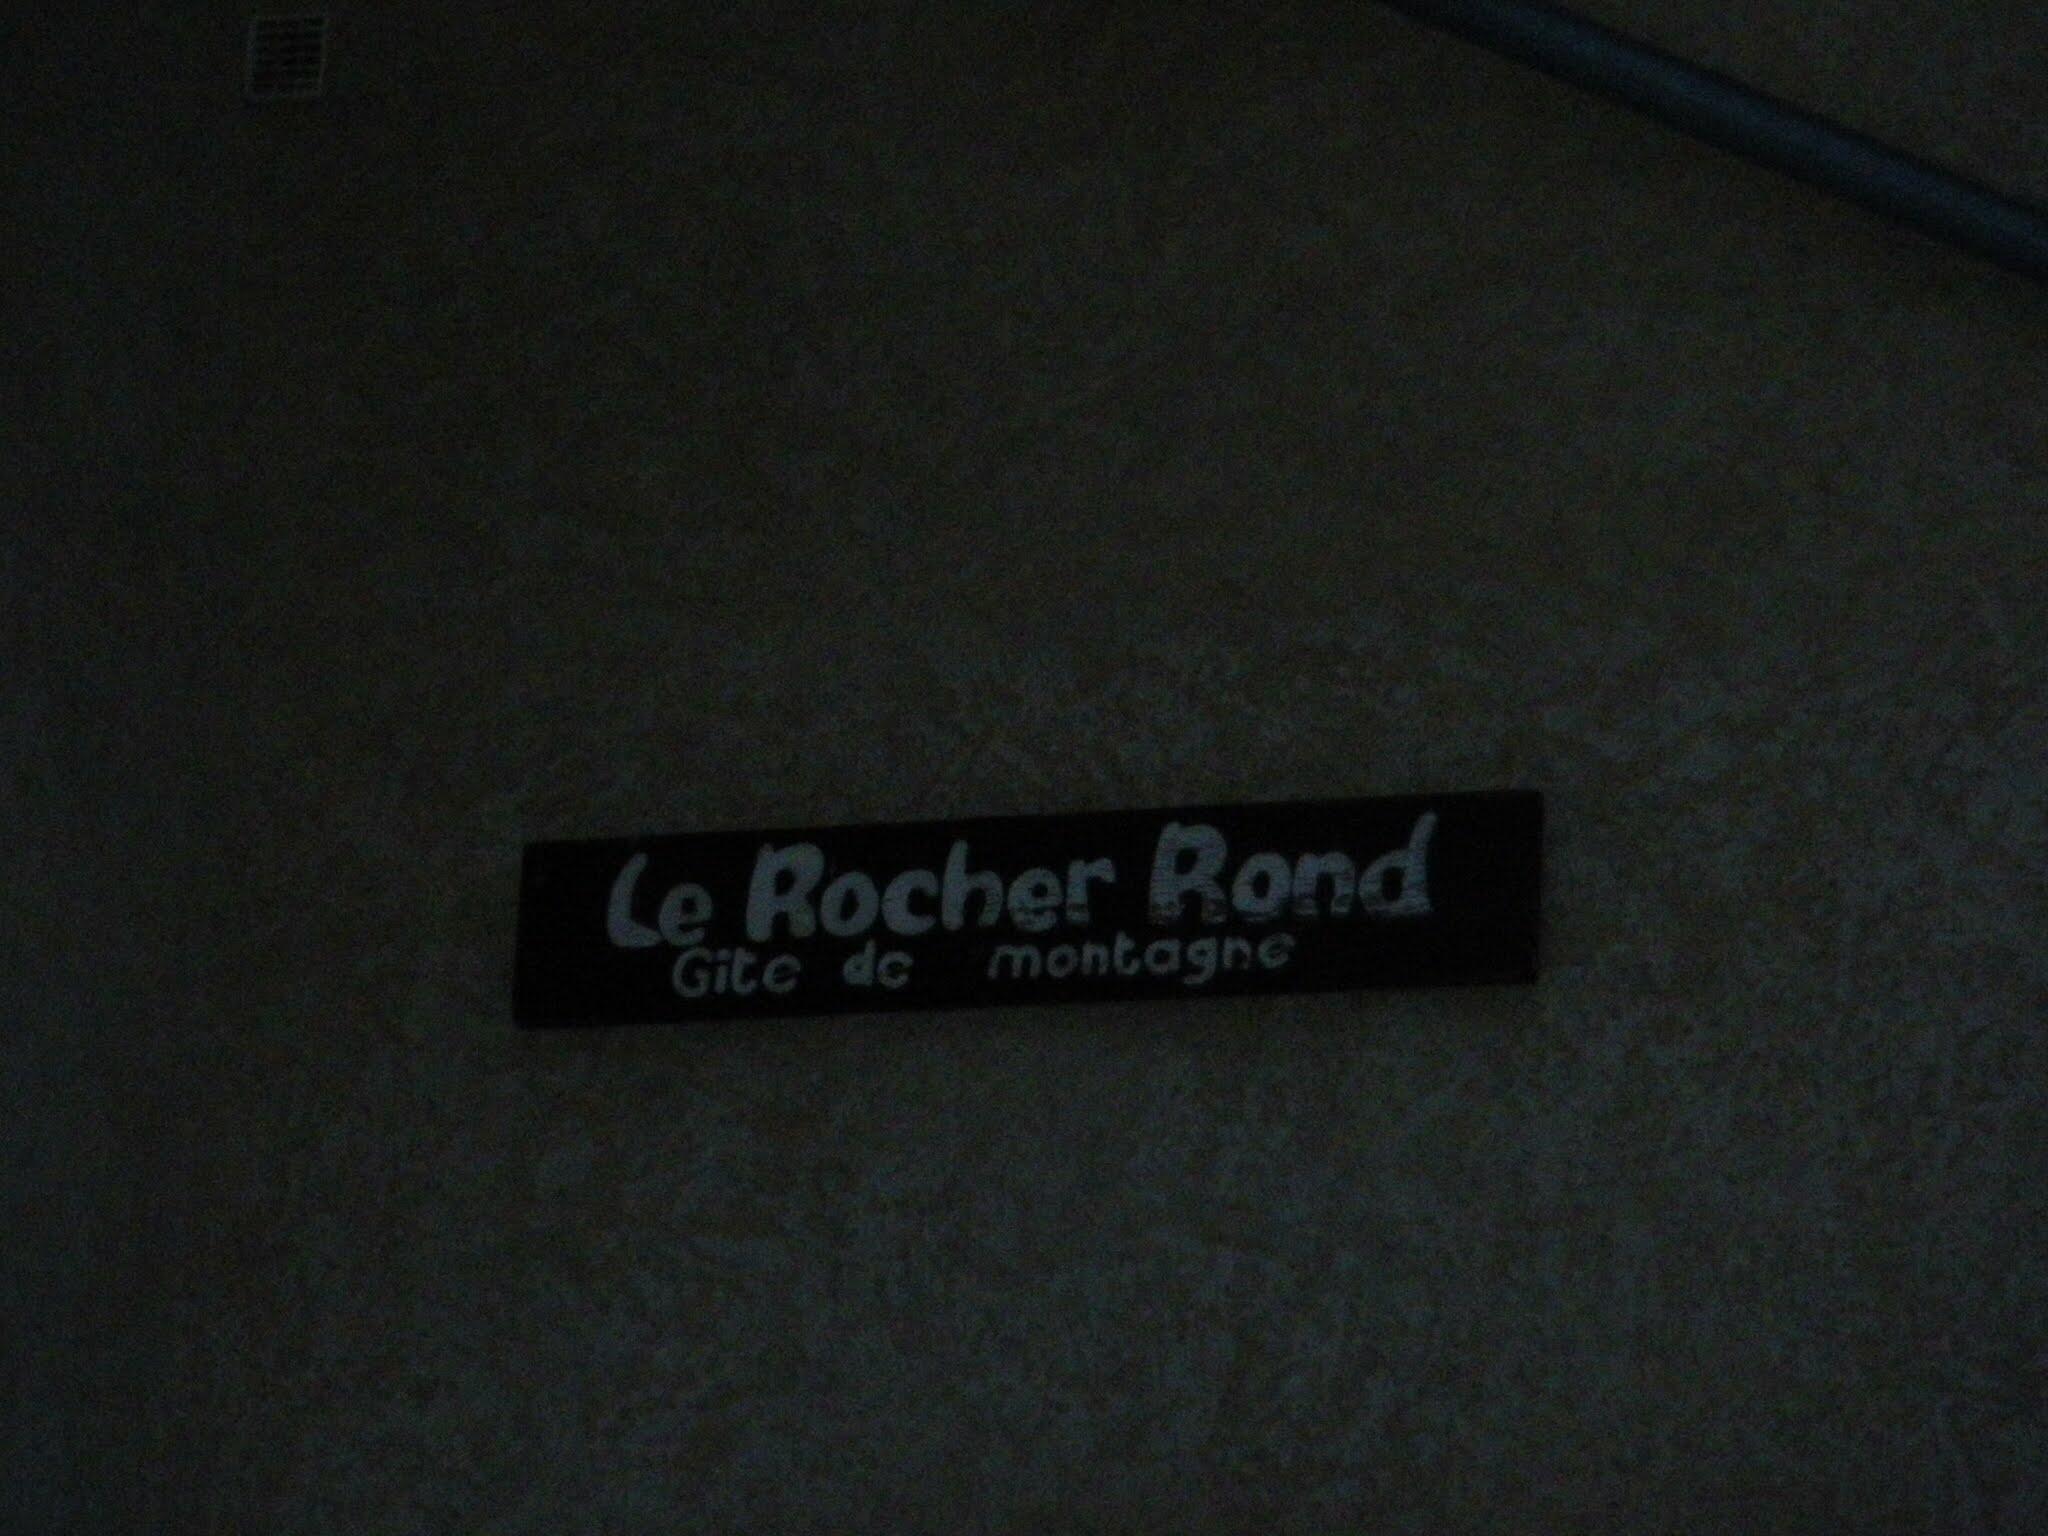 Le Rocher Rond
Gite de montagne